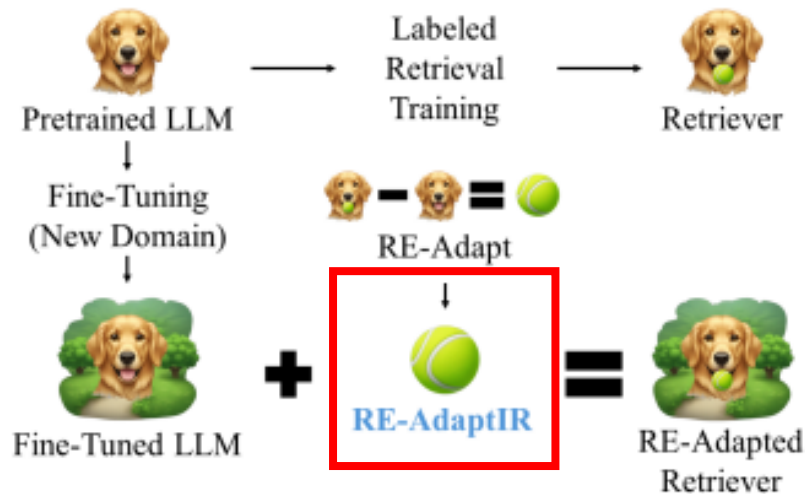 Pretrained LLM
Labeled
Retrieval
Training
Retriever
Fine-Tuning
(New Domain)
RE-Adapt
Fine-Tuned LLM
RE-AdaptIR
RE-Adapted
Retriever